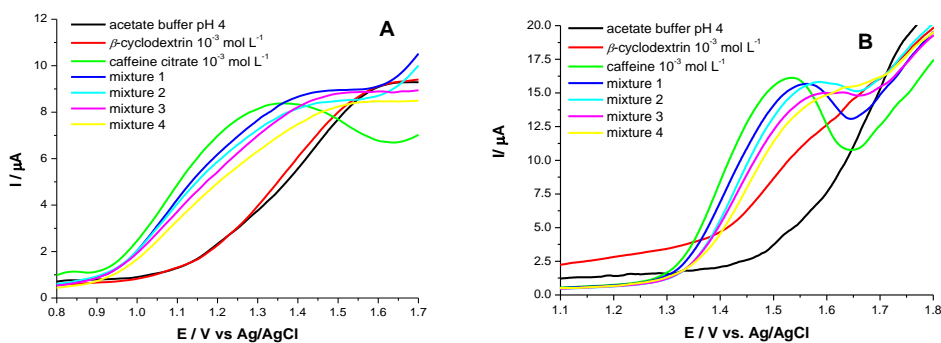 A
acetate buffer pH 4
β-cyclodextrin 10⁻³ mol L⁻¹
caffeine citrate 10⁻³ mol L⁻¹
mixture 1
mixture 2
mixture 3
mixture 4
12
10
8
6
4
2
0
I / µA
0.8 0.9 1.0 1.1 1.2 1.3 1.4 1.5 1.6 1.7
E / V vs Ag/AgCl
B
acetate buffer pH 4
β-cyclodextrin 10⁻³ mol L⁻¹
caffeine 10⁻³ mol L⁻¹
mixture 1
mixture 2
mixture 3
mixture 4
20.0
17.5
15.0
12.5
10.0
7.5
5.0
2.5
0.0
I/ µA
1.1 1.2 1.3 1.4 1.5 1.6 1.7 1.8
E / V vs. Ag/AgCl